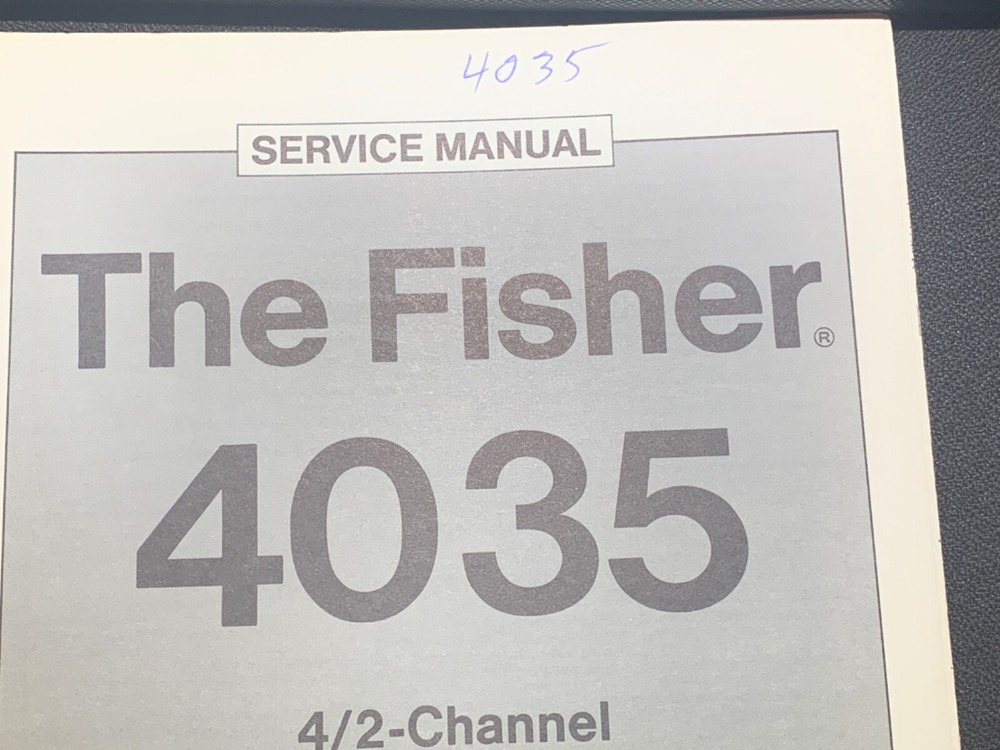 4035
SERVICE MANUAL
The Fisher®
4035
4/2-Channel